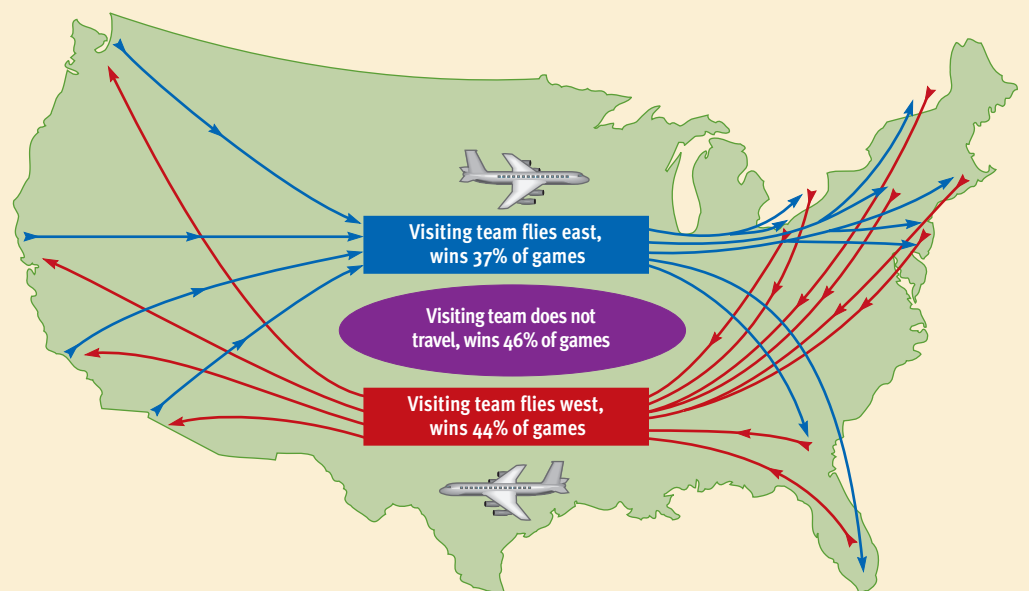 Visiting team flies east,
wins 37% of games
Visiting team does not
travel, wins 46% of games
Visiting team flies west,
wins 44% of games